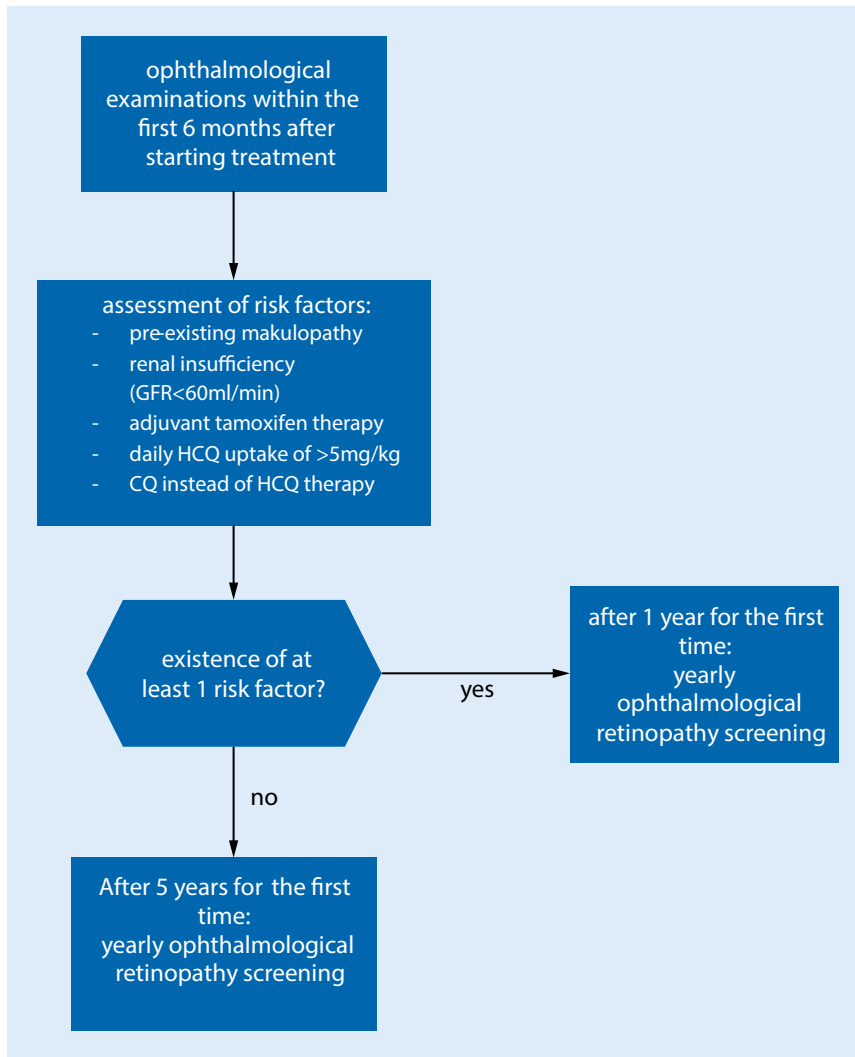 ophthalmological
examinations within the
first 6 months after
starting treatment
assessment of risk factors:
- pre-existing makulopathy
- renal insufficiency
(GFR<60ml/min)
- adjuvant tamoxifen therapy
- daily HCQ uptake of >5mg/kg
- CQ instead of HCQ therapy
existence of at
least 1 risk factor?
yes
after 1 year for the first
time:
yearly
ophthalmological
retinopathy screening
no
After 5 years for the first
time:
yearly ophthalmological
retinopathy screening